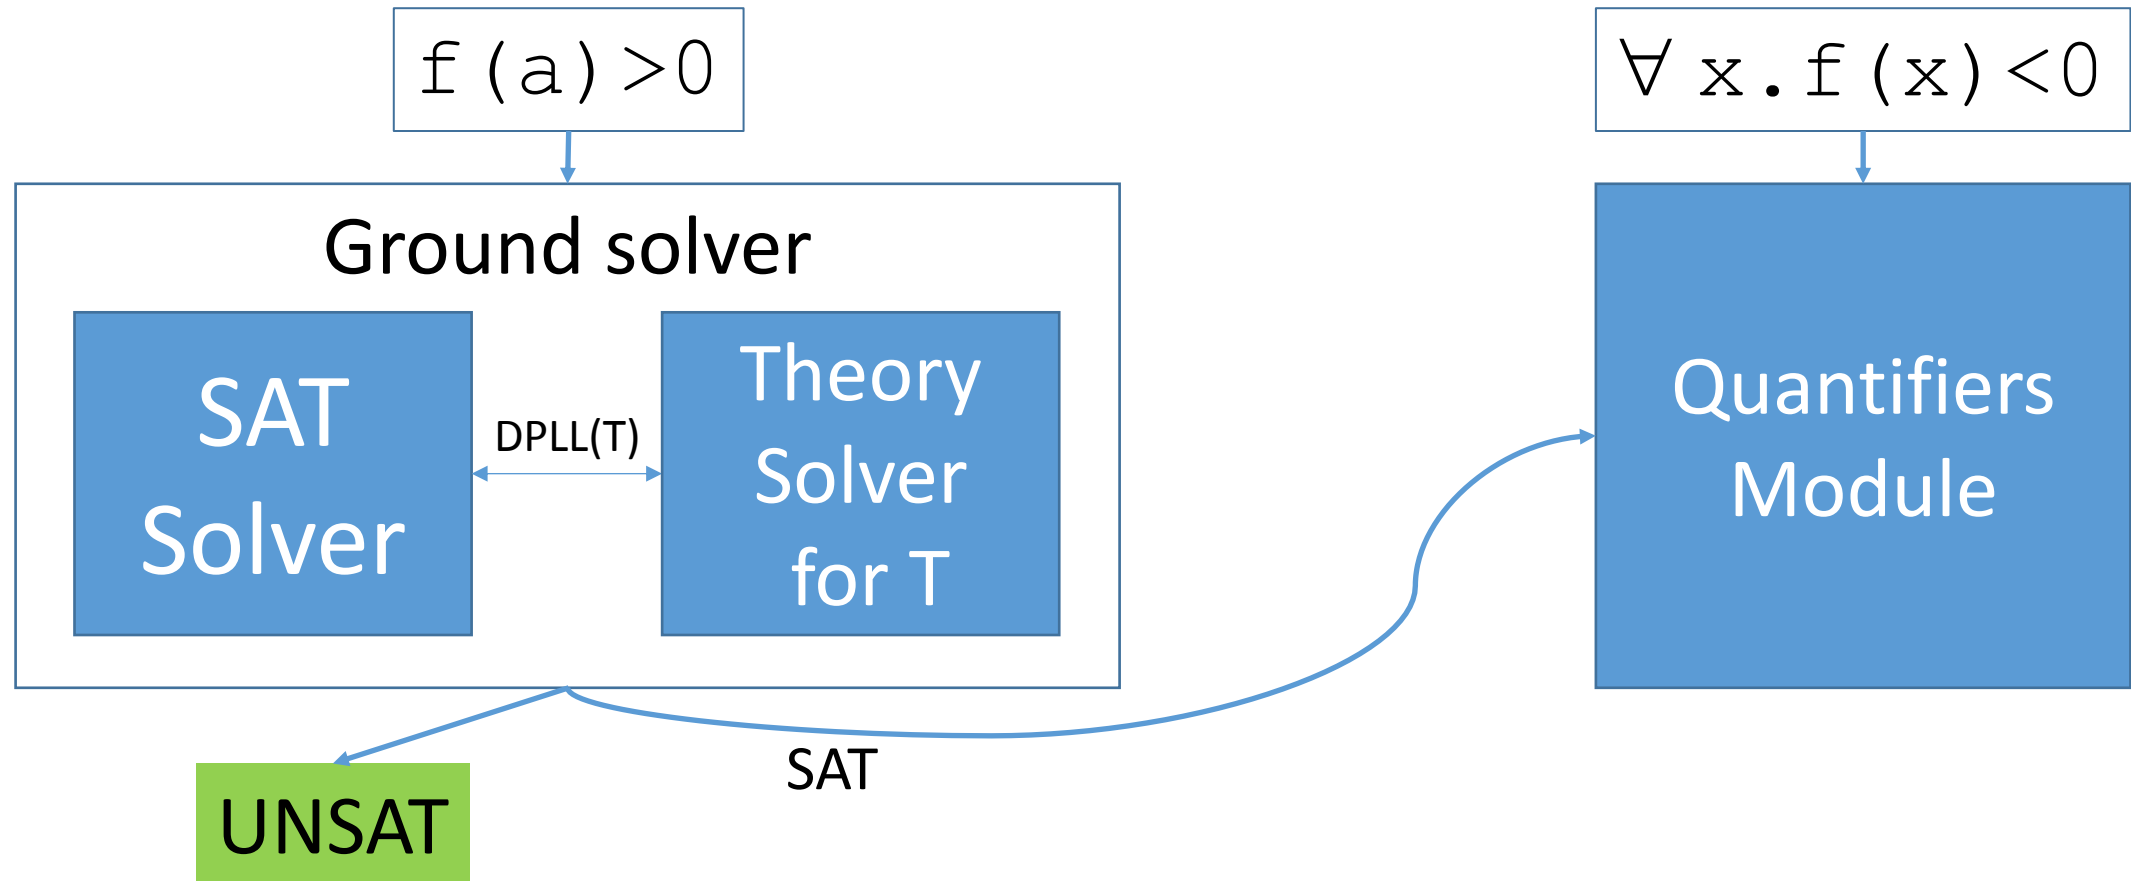 f(a)>0
∀ x.f(x)<0
Ground solver
SAT
Solver
DPLL(T)
Theory
Solver
for T
Quantifiers
Module
SAT
UNSAT